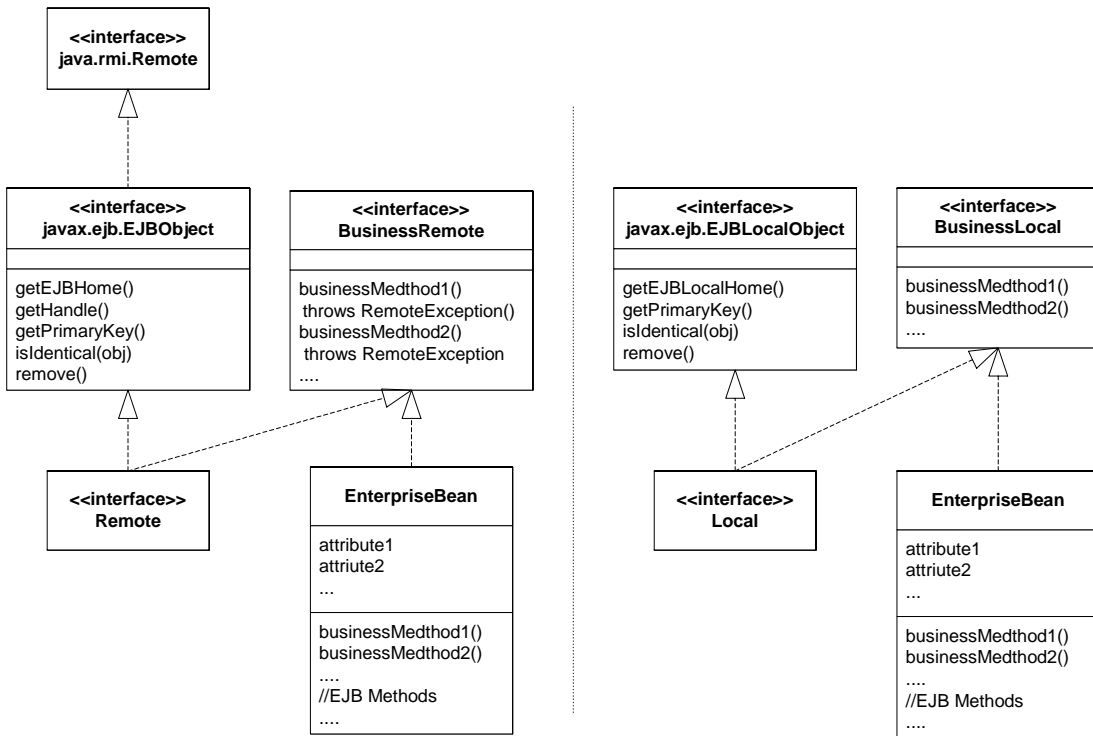 <<interface>>
java.rmi.Remote
<<interface>>
javax.ejb.EJBObject
getEJBHome()
getHandle()
getPrimaryKey()
isIdentical(obj)
remove()
<<interface>>
BusinessRemote
businessMedthod1()
throws RemoteException()
businessMedthod2()
throws RemoteException
....
<<interface>>
Remote
EnterpriseBean
attribute1
attriute2
...
businessMedthod1()
businessMedthod2()
....
//EJB Methods
....
<<interface>>
javax.ejb.EJBLocalObject
getEJBLocalHome()
getPrimaryKey()
isIdentical(obj)
remove()
<<interface>>
BusinessLocal
businessMedthod1()
businessMedthod2()
....
<<interface>>
Local
EnterpriseBean
attribute1
attriute2
...
businessMedthod1()
businessMedthod2()
....
//EJB Methods
....